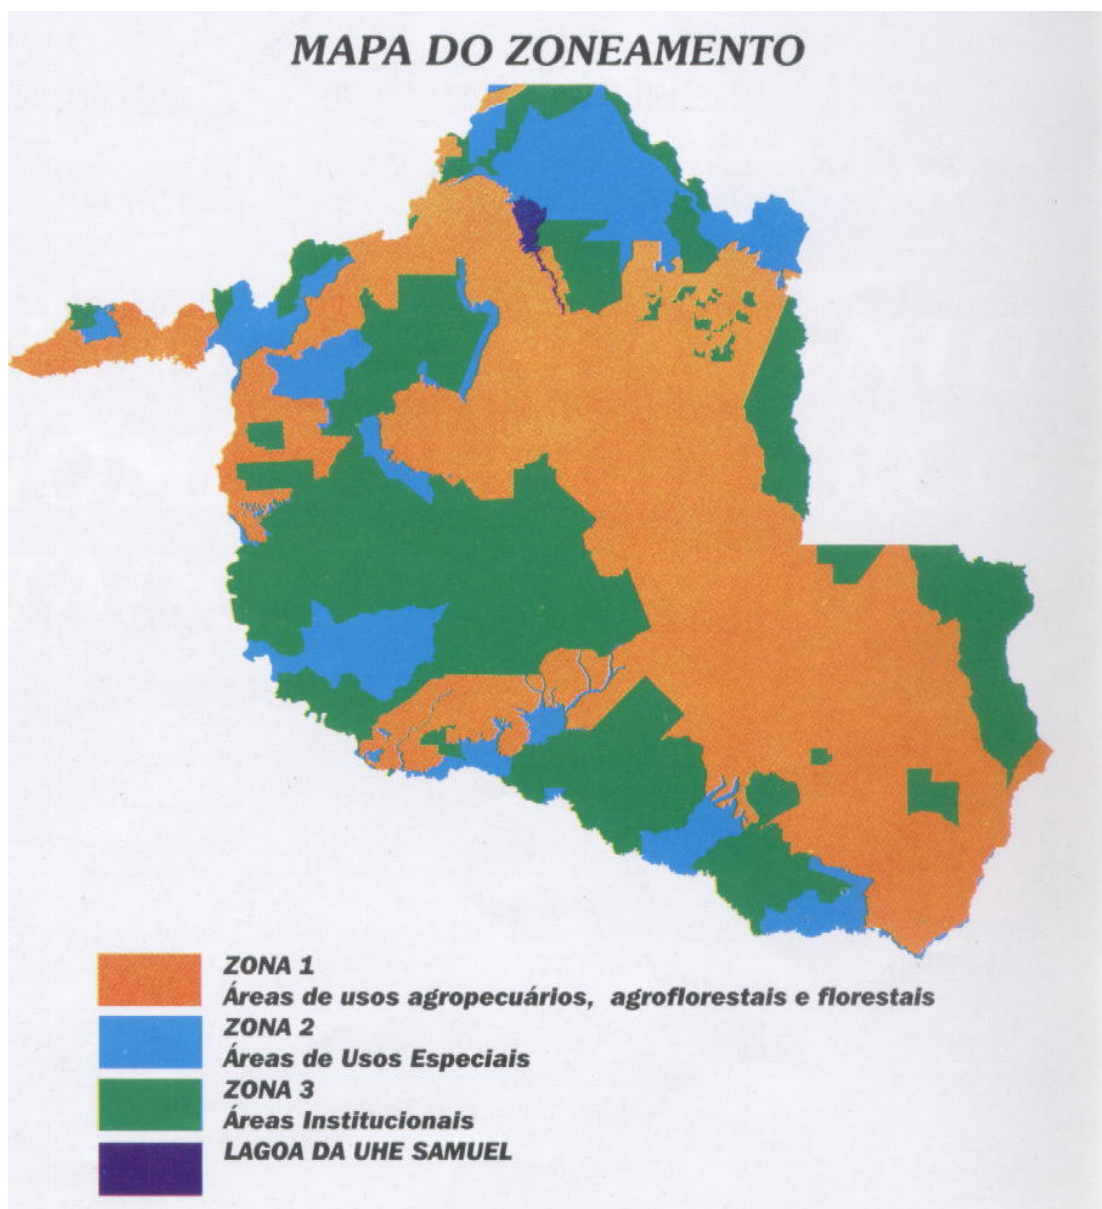 MAPA DO ZONEAMENTO
ZONA 1
Áreas de usos agropecuários, agroflorestais e florestais
ZONA 2
Áreas de Usos Especiais
ZONA 3
Áreas Institucionais
LAGOA DA UHE SAMUEL